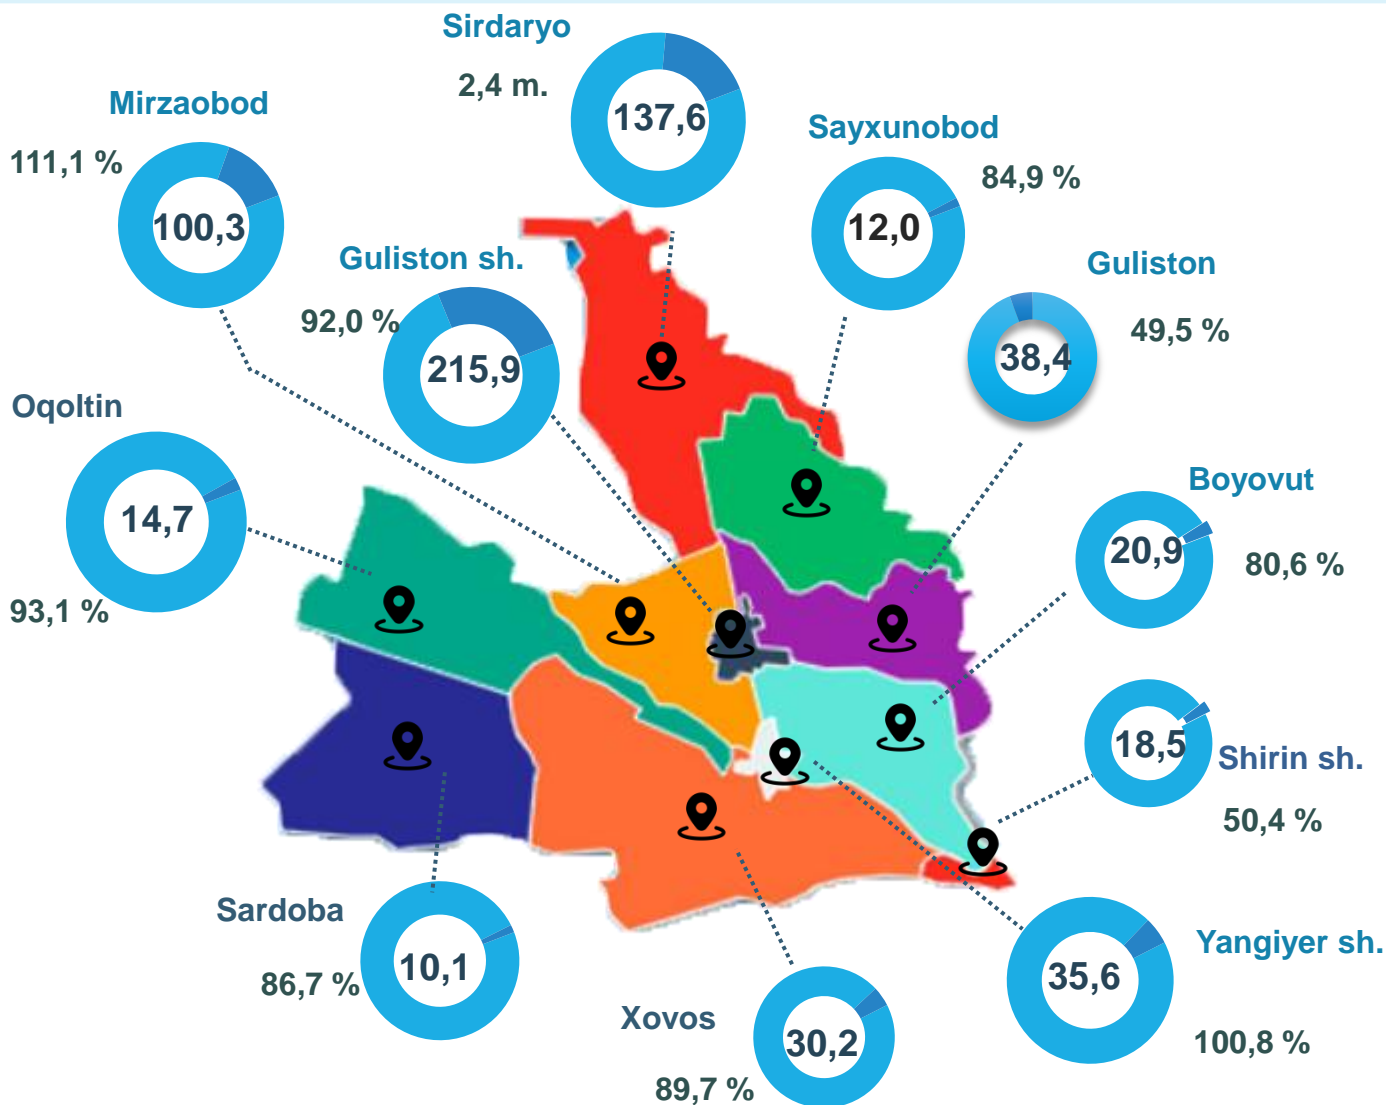 Sirdaryo
2,4 m.
137,6
Mirzaobod
111,1 %
100,3
Sayxunobod
84,9 %
12,0
Guliston sh.
92,0 %
215,9
Guliston
49,5 %
38,4
Oqoltin
14,7
93,1 %
Boyovut
20,9
80,6 %
18,5
Shirin sh.
50,4 %
Sardoba
86,7 %
10,1
Yangiyer sh.
35,6
100,8 %
Xovos
30,2
89,7 %